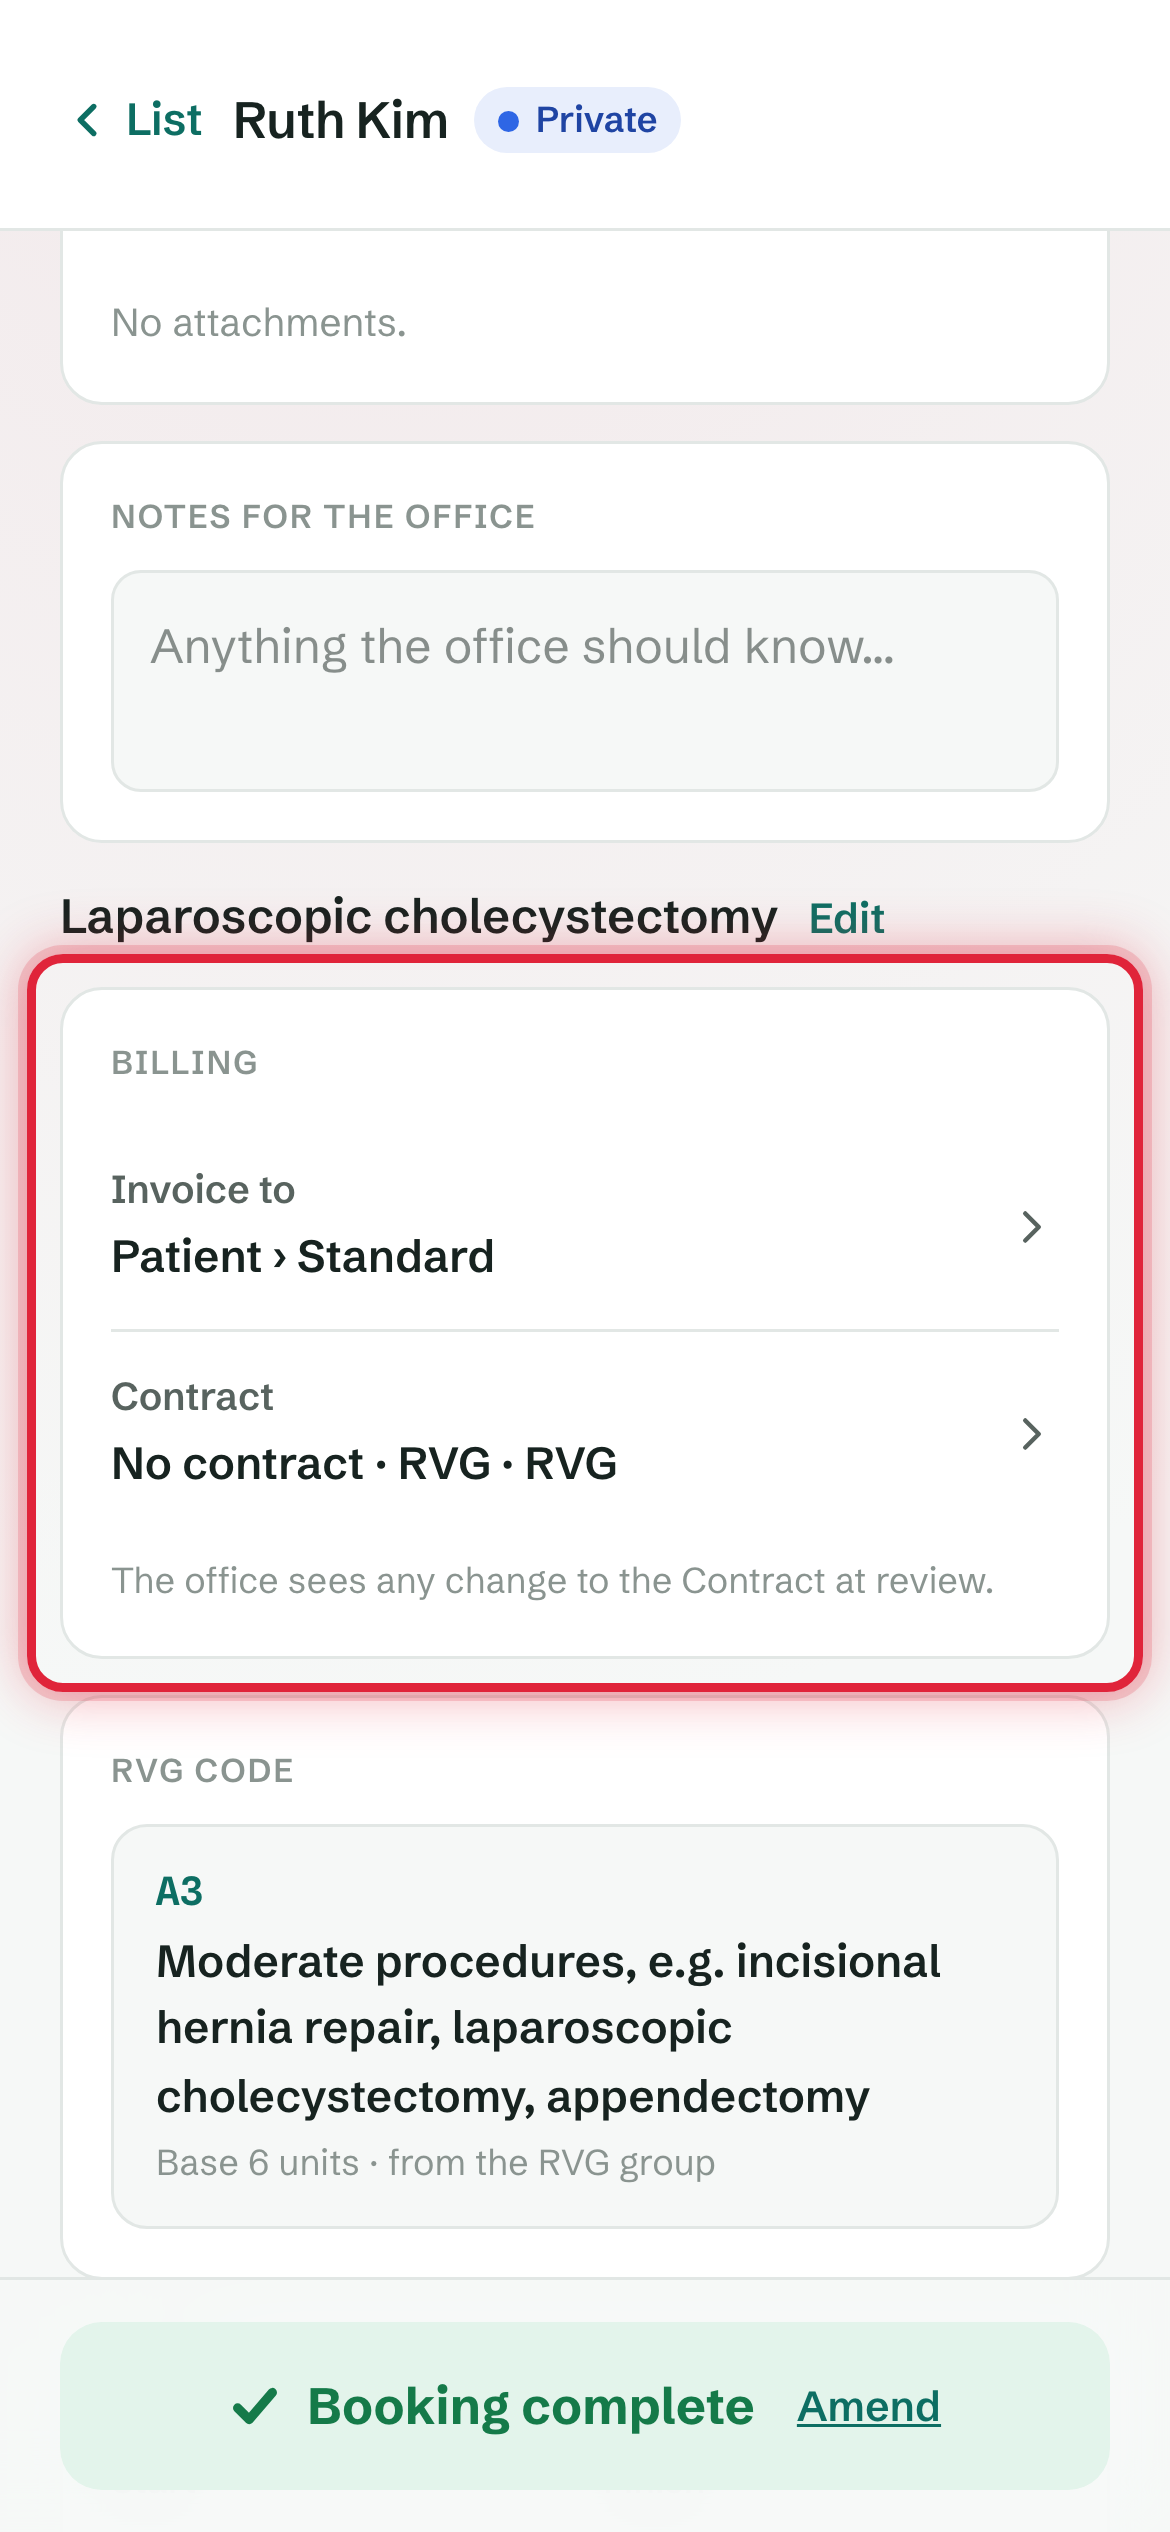 List Ruth Kim Private
No attachments.
NOTES FOR THE OFFICE
Anything the office should know...
Laparoscopic cholecystectomy Edit
BILLING
Invoice to
Patient › Standard
Contract
No contract · RVG · RVG
The office sees any change to the Contract at review.
RVG CODE
A3
Moderate procedures, e.g. incisional
hernia repair, laparoscopic
cholecystectomy, appendectomy
Base 6 units · from the RVG group
Booking complete Amend